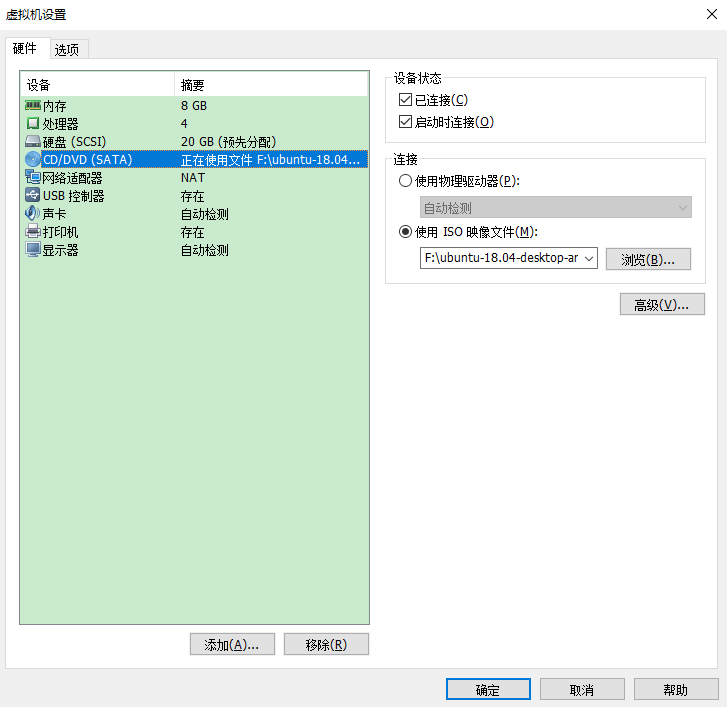 虚拟机设置
硬件 选项
设备 摘要
内存 8 GB
处理器 4
硬盘 (SCSI) 20 GB (预先分配)
CD/DVD (SATA) 正在使用文件 F:\ubuntu-18.04...
网络适配器 NAT
USB 控制器 存在
声卡 自动检测
打印机 存在
显示器 自动检测
添加(A)... 移除(R)
设备状态
已连接(C)
启动时连接(O)
连接
使用物理驱动器(P):
自动检测
使用 ISO 映像文件(M):
F:\ubuntu-18.04-desktop-ar 浏览(B)...
高级(V)...
确定 取消 帮助